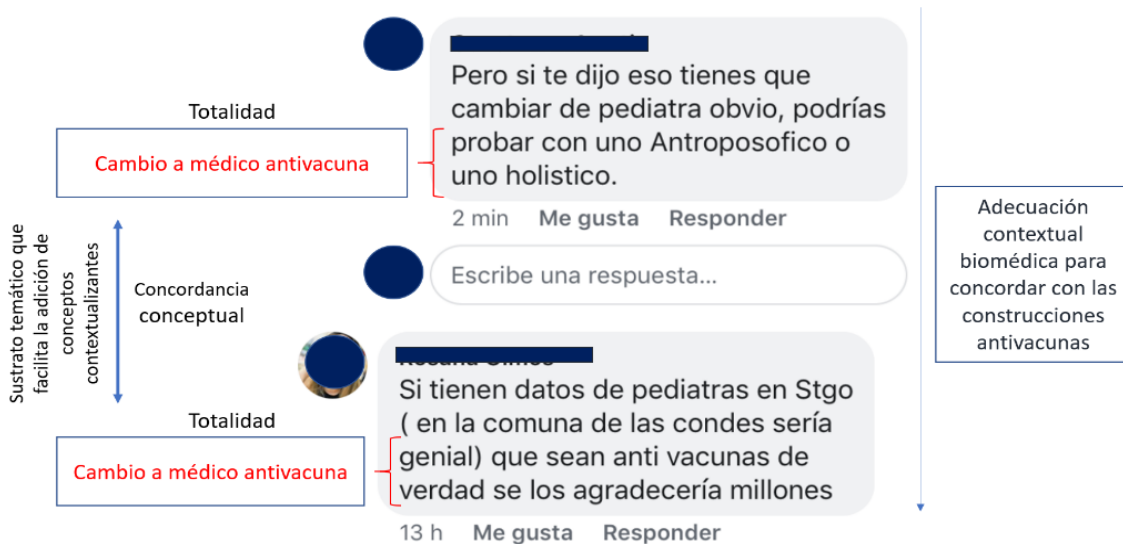 Pero si te dijo eso tienes que
cambiar de pediatra obvio, podrías
probar con uno Antroposofico o
uno holistico.
2 min Me gusta Responder
Totalidad
Cambio a médico antivacuna
Sustrato temático que
facilita la adición de
conceptos
contextualizantes
Concordancia
conceptual
Escribe una respuesta...
Adecuación
contextual
biomédica para
concordar con las
construcciones
antivacunas
Si tienen datos de pediatras en Stgo
( en la comuna de las condes sería
genial) que sean anti vacunas de
verdad se los agradecería millones
13 h Me gusta Responder
Totalidad
Cambio a médico antivacuna